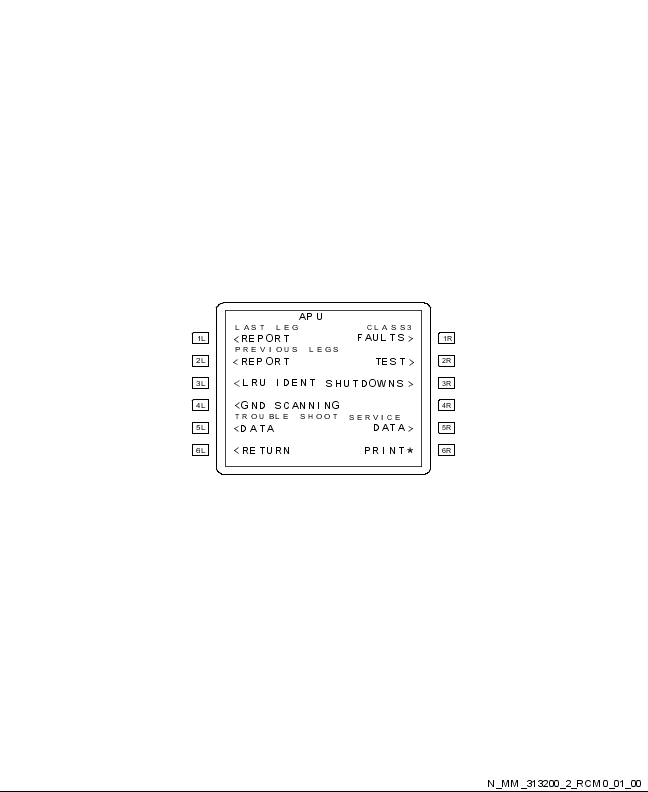 APU
LAST LEG CLASS3
1L <REPORT FAULTS> 1R
PREVIOUS LEGS
2L <REPORT TEST> 2R
3L <LRU IDENT SHUTDOWNS> 3R
4L <GND SCANNING 4R
TROUBLE SHOOT SERVICE
5L <DATA DATA> 5R
6L <RETURN PRINT* 6R
N_MM_313200_2_RCM0_01_00